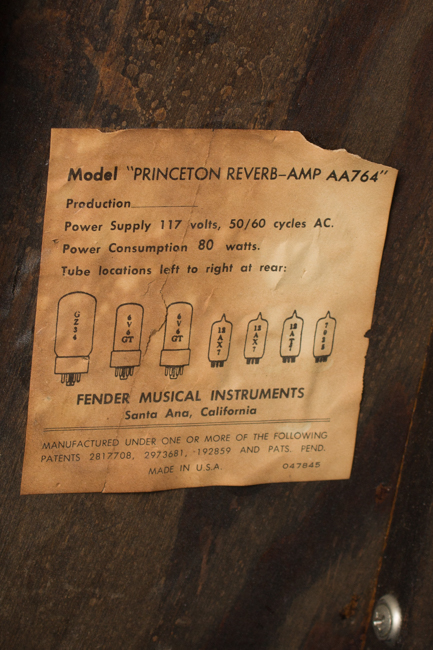 Model "PRINCETON REVERB-AMP AA764"
Production
Power Supply 117 volts, 50/60 cycles AC.
Power Consumption 80 watts.
Tube locations left to right at rear:
GZ34 6V6GT 6V6GT 12AX7 12AX7 12AT7 7025
FENDER MUSICAL INSTRUMENTS
Santa Ana, California
MANUFACTURED UNDER ONE OR MORE OF THE FOLLOWING
PATENTS 2817708, 2973681, 192859 AND PATS. PEND.
MADE IN U.S.A. 047845